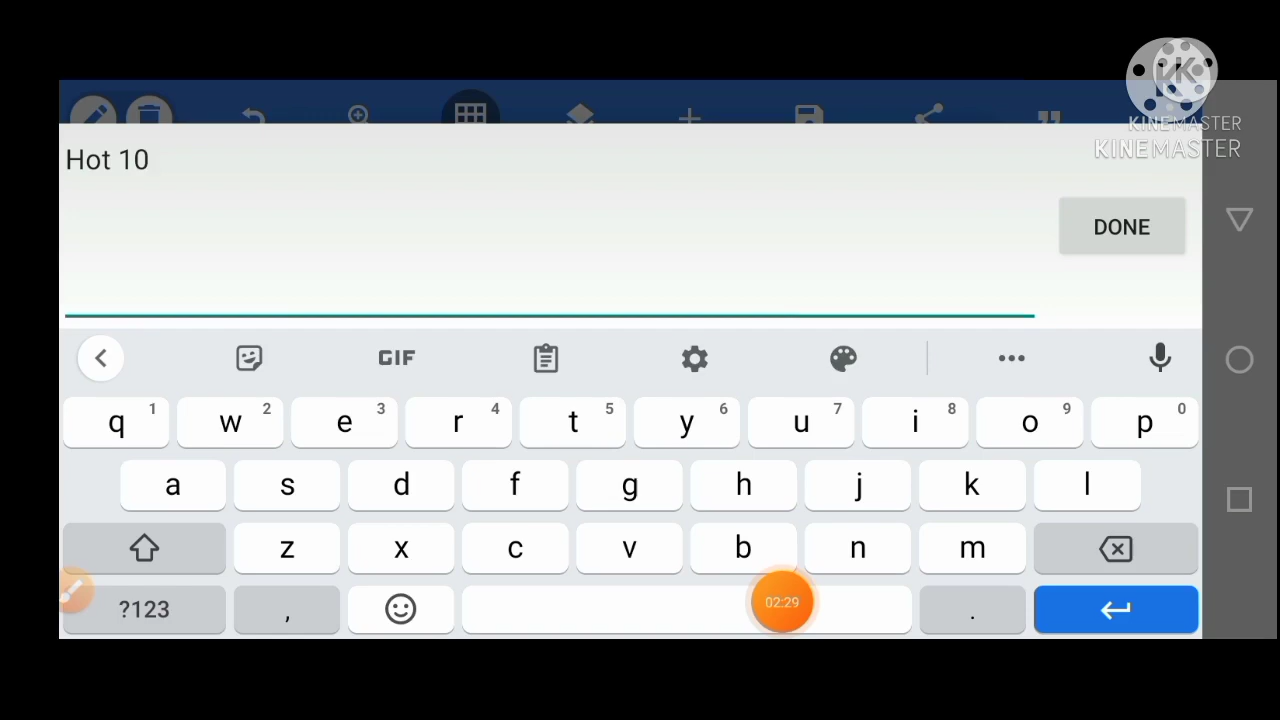 KINEMASTER
KINEMASTER
Hot 10
DONE
GIF
q 1 w 2 e 3 r 4 t 5 y 6 u 7 i 8 o 9 p 0
a s d f g h j k l
z x c v b n m
?123 , 02:29 .